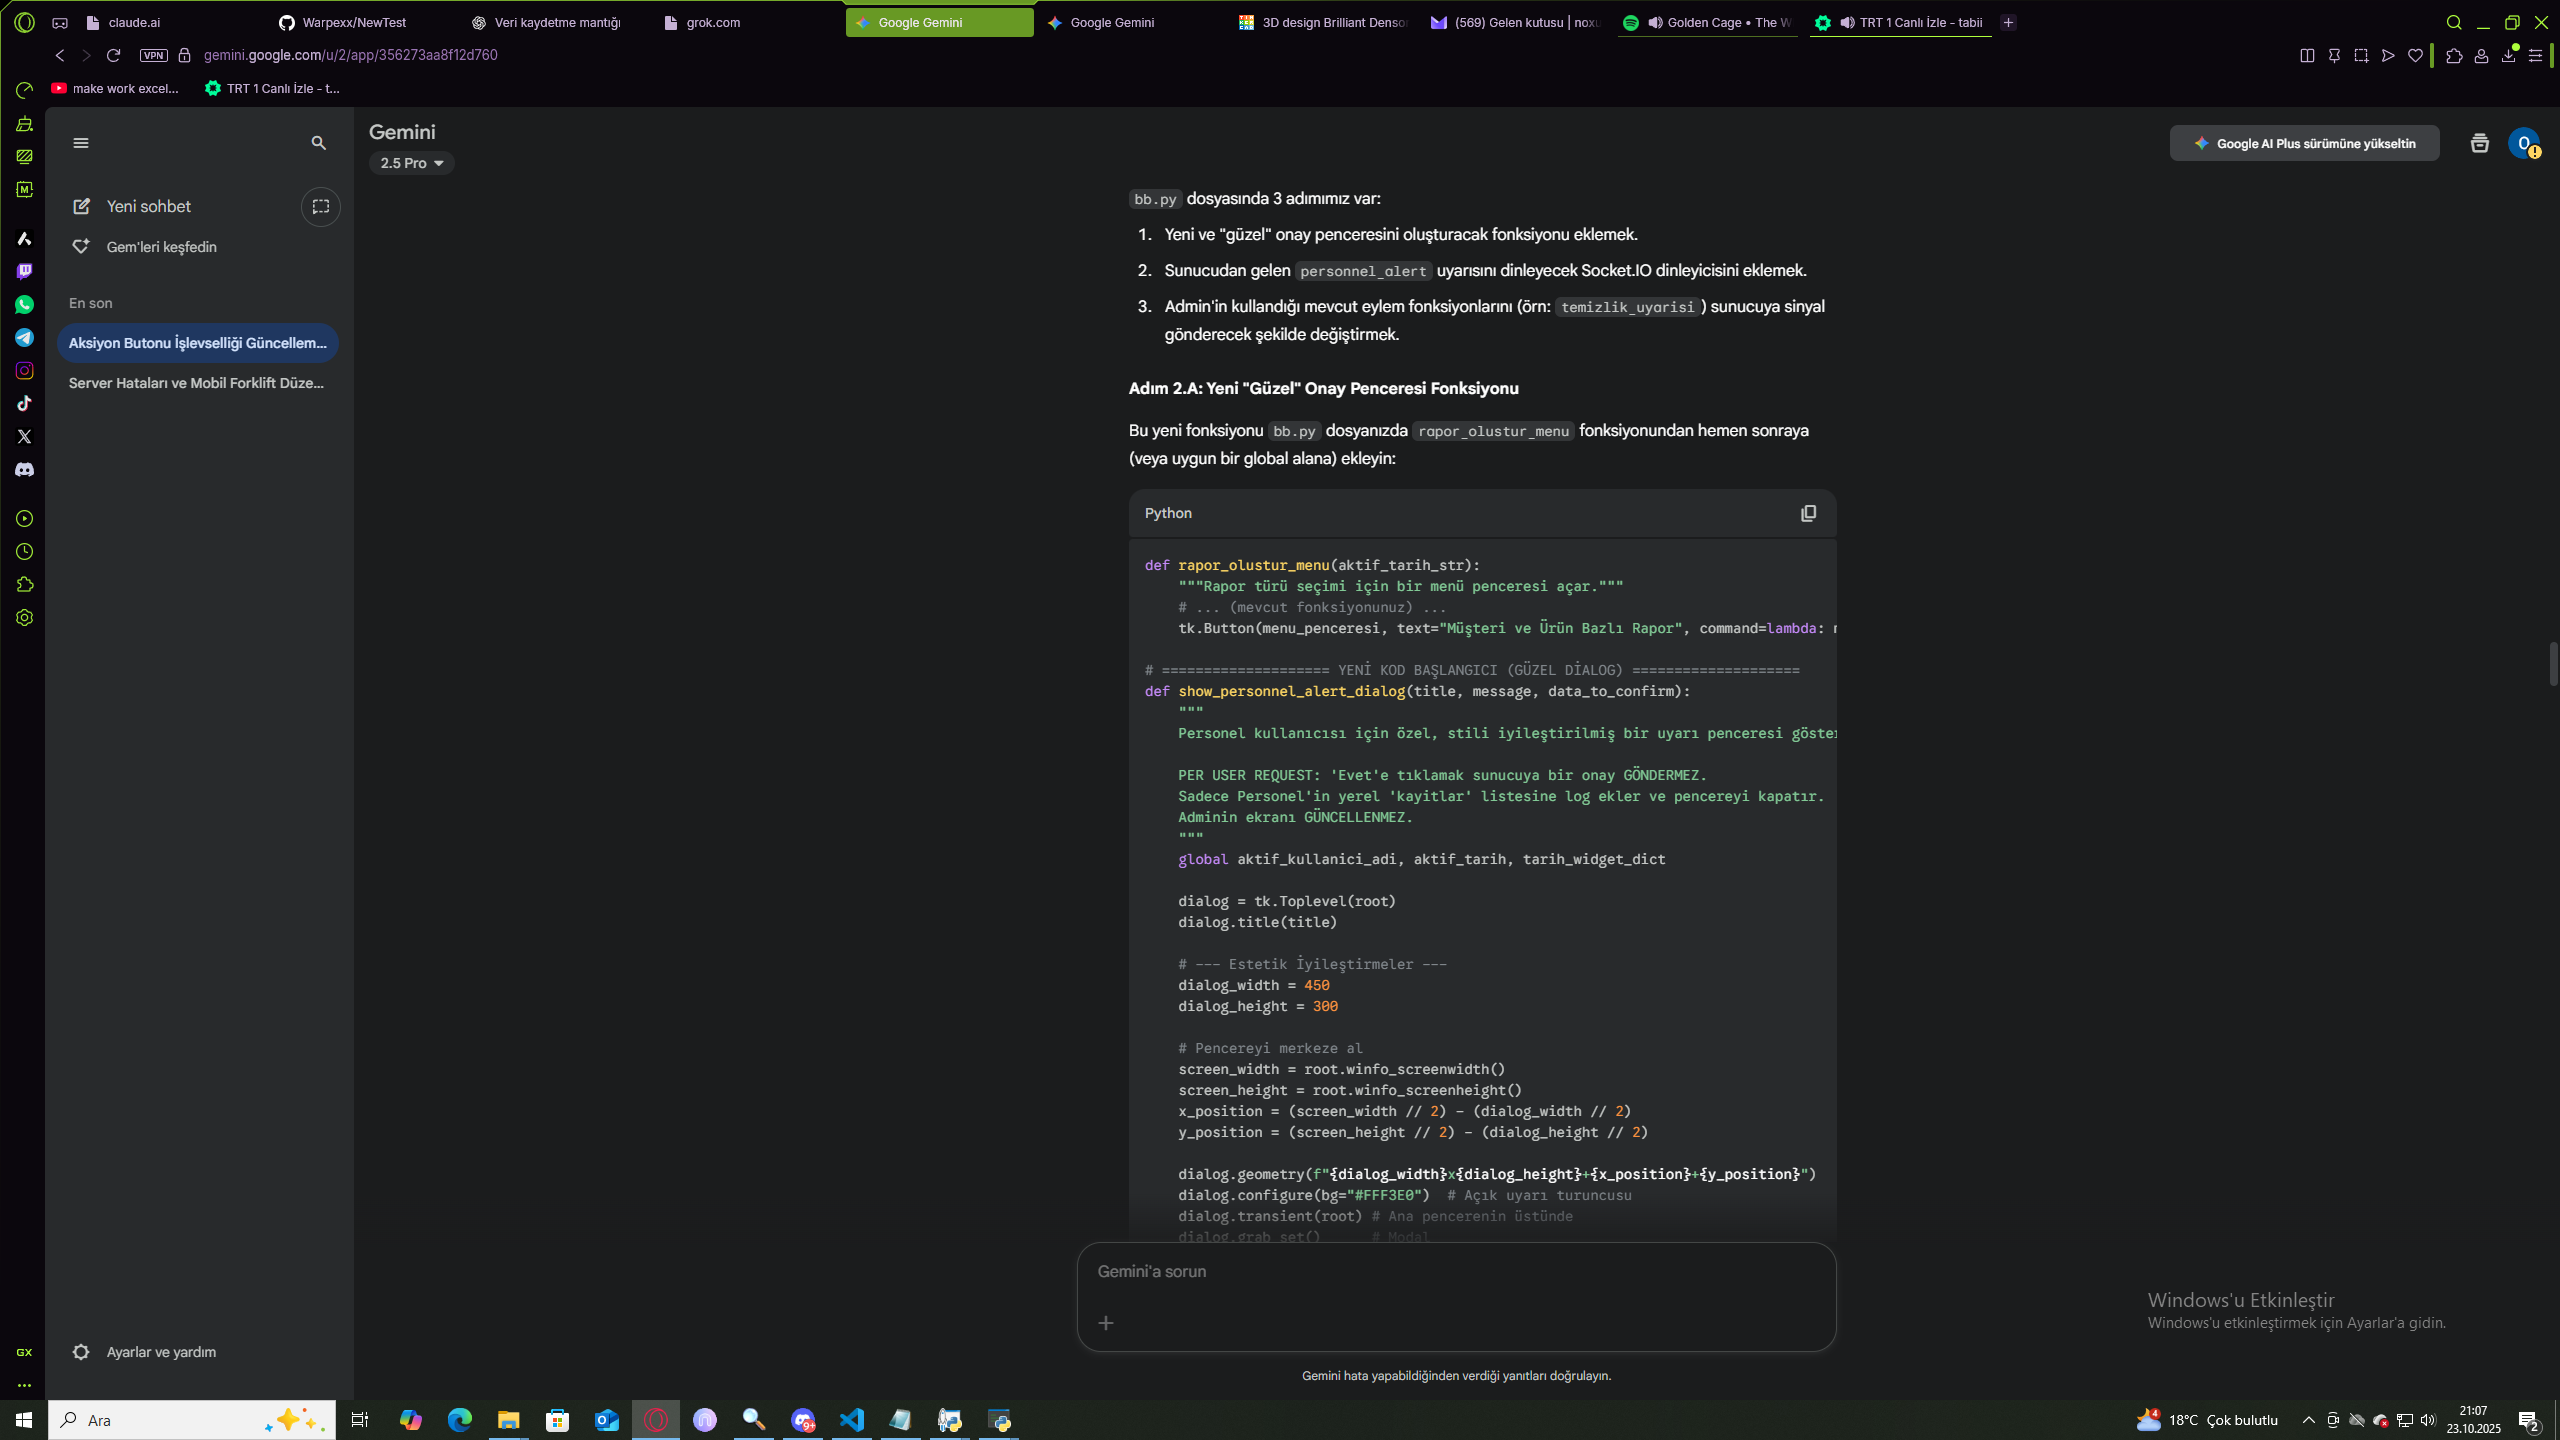 claude.ai
Warpexx/NewTest
Veri kaydetme mantığı
grok.com
Google Gemini
Google Gemini
3D design Brilliant Denso
(569) Gelen kutusu | noxu
Golden Cage • The W
TRT 1 Canlı İzle - tabii
VPN
gemini.google.com/u/2/app/356273aa8f12d760
make work excel...
TRT 1 Canlı İzle - t...
Gemini
2.5 Pro
Google AI Plus sürümüne yükseltin
O
Yeni sohbet
Gem'leri keşfedin
En son
Aksiyon Butonu İşlevselliği Güncellem...
Server Hataları ve Mobil Forklift Düze...
bb.py dosyasında 3 adımımız var:
1. Yeni ve "güzel" onay penceresini oluşturacak fonksiyonu eklemek.
2. Sunucudan gelen personnel_alert uyarısını dinleyecek Socket.IO dinleyicisini eklemek.
3. Admin'in kullandığı mevcut eylem fonksiyonlarını (örn: temizlik_uyarisi) sunucuya sinyal
gönderecek şekilde değiştirmek.
Adım 2.A: Yeni "Güzel" Onay Penceresi Fonksiyonu
Bu yeni fonksiyonu bb.py dosyanızda rapor_olustur_menu fonksiyonundan hemen sonraya
(veya uygun bir global alana) ekleyin:
Python
def rapor_olustur_menu(aktif_tarih_str):
"""Rapor türü seçimi için bir menü penceresi açar."""
# ... (mevcut fonksiyonunuz) ...
tk.Button(menu_penceresi, text="Müşteri ve Ürün Bazlı Rapor", command=lambda:
# ==================== YENİ KOD BAŞLANGICI (GÜZEL DİALOG) ====================
def show_personnel_alert_dialog(title, message, data_to_confirm):
"""
Personel kullanıcısı için özel, stili iyileştirilmiş bir uyarı penceresi göster
PER USER REQUEST: 'Evet'e tıklamak sunucuya bir onay GÖNDERMEZ.
Sadece Personel'in yerel 'kayitlar' listesine log ekler ve pencereyi kapatır.
Adminin ekranı GÜNCELLENMEZ.
"""
global aktif_kullanici_adi, aktif_tarih, tarih_widget_dict
dialog = tk.Toplevel(root)
dialog.title(title)
# --- Estetik İyileştirmeler ---
dialog_width = 450
dialog_height = 300
# Pencereyi merkeze al
screen_width = root.winfo_screenwidth()
screen_height = root.winfo_screenheight()
x_position = (screen_width // 2) - (dialog_width // 2)
y_position = (screen_height // 2) - (dialog_height // 2)
dialog.geometry(f"{dialog_width}x{dialog_height}+{x_position}+{y_position}")
dialog.configure(bg="#FFF3E0")  # Açık uyarı turuncusu
dialog.transient(root) # Ana pencerenin üstünde
dialog.grab_set()      # Modal
Gemini'a sorun
Windows'u Etkinleştir
Windows'u etkinleştirmek için Ayarlar'a gidin.
Ayarlar ve yardım
GX
Gemini hata yapabildiğinden verdiği yanıtları doğrulayın.
Ara
9+
4
18°C Çok bulutlu
21:07
23.10.2025
2